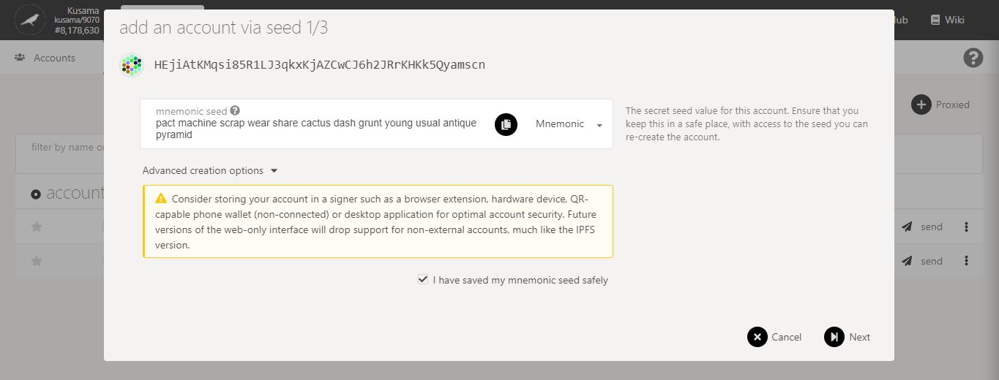 Kusama
kusama/9070
#8,178,630
Wiki
Accounts
add an account via seed 1/3
HEjiAtKMqsi85R1LJ3qkxKjAZCwCJ6h2JRrKHKk5Qyamscn
mnemonic seed
pact machine scrap wear share cactus dash grunt young usual antique
pyramid
Mnemonic
The secret seed value for this account. Ensure that you
keep this in a safe place, with access to the seed you can
re-create the account.
Proxied
filter by name or
Advanced creation options
account
Consider storing your account in a signer such as a browser extension, hardware device, QR-
capable phone wallet (non-connected) or desktop application for optimal account security. Future
versions of the web-only interface will drop support for non-external accounts, much like the IPFS
version.
send
send
I have saved my mnemonic seed safely
Cancel
Next